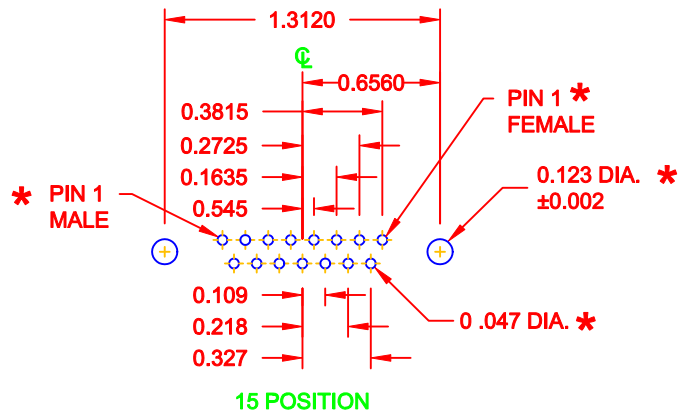 1.3120
℄
0.6560
0.3815
0.2725
0.1635
0.545
* PIN 1
MALE
PIN 1 *
FEMALE
0.123 DIA. *
±0.002
0.109
0.218
0.327
0 .047 DIA. *
15 POSITION